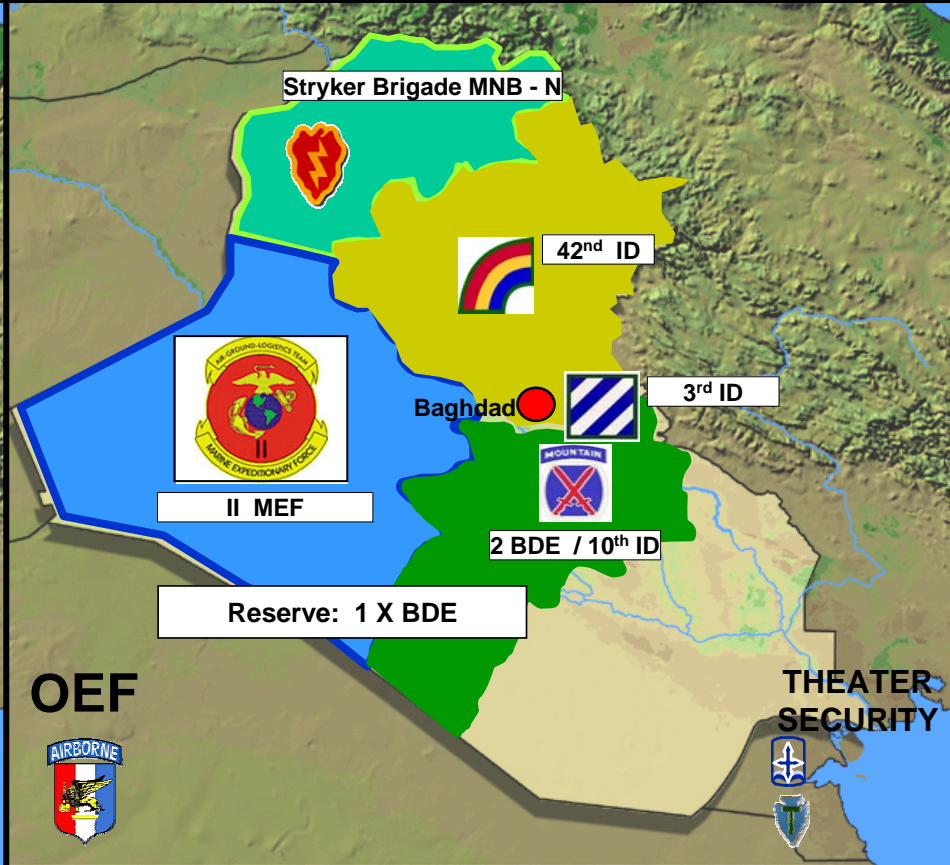 Stryker Brigade MNB - N
42nd ID
3rd ID
Baghdad
AIR-GROUND-LOGISTICS TEAM
II
MARINE EXPEDITIONARY FORCE
II MEF
MOUNTAIN
2 BDE / 10th ID
Reserve: 1 X BDE
OEF
AIRBORNE
THEATER
SECURITY
T